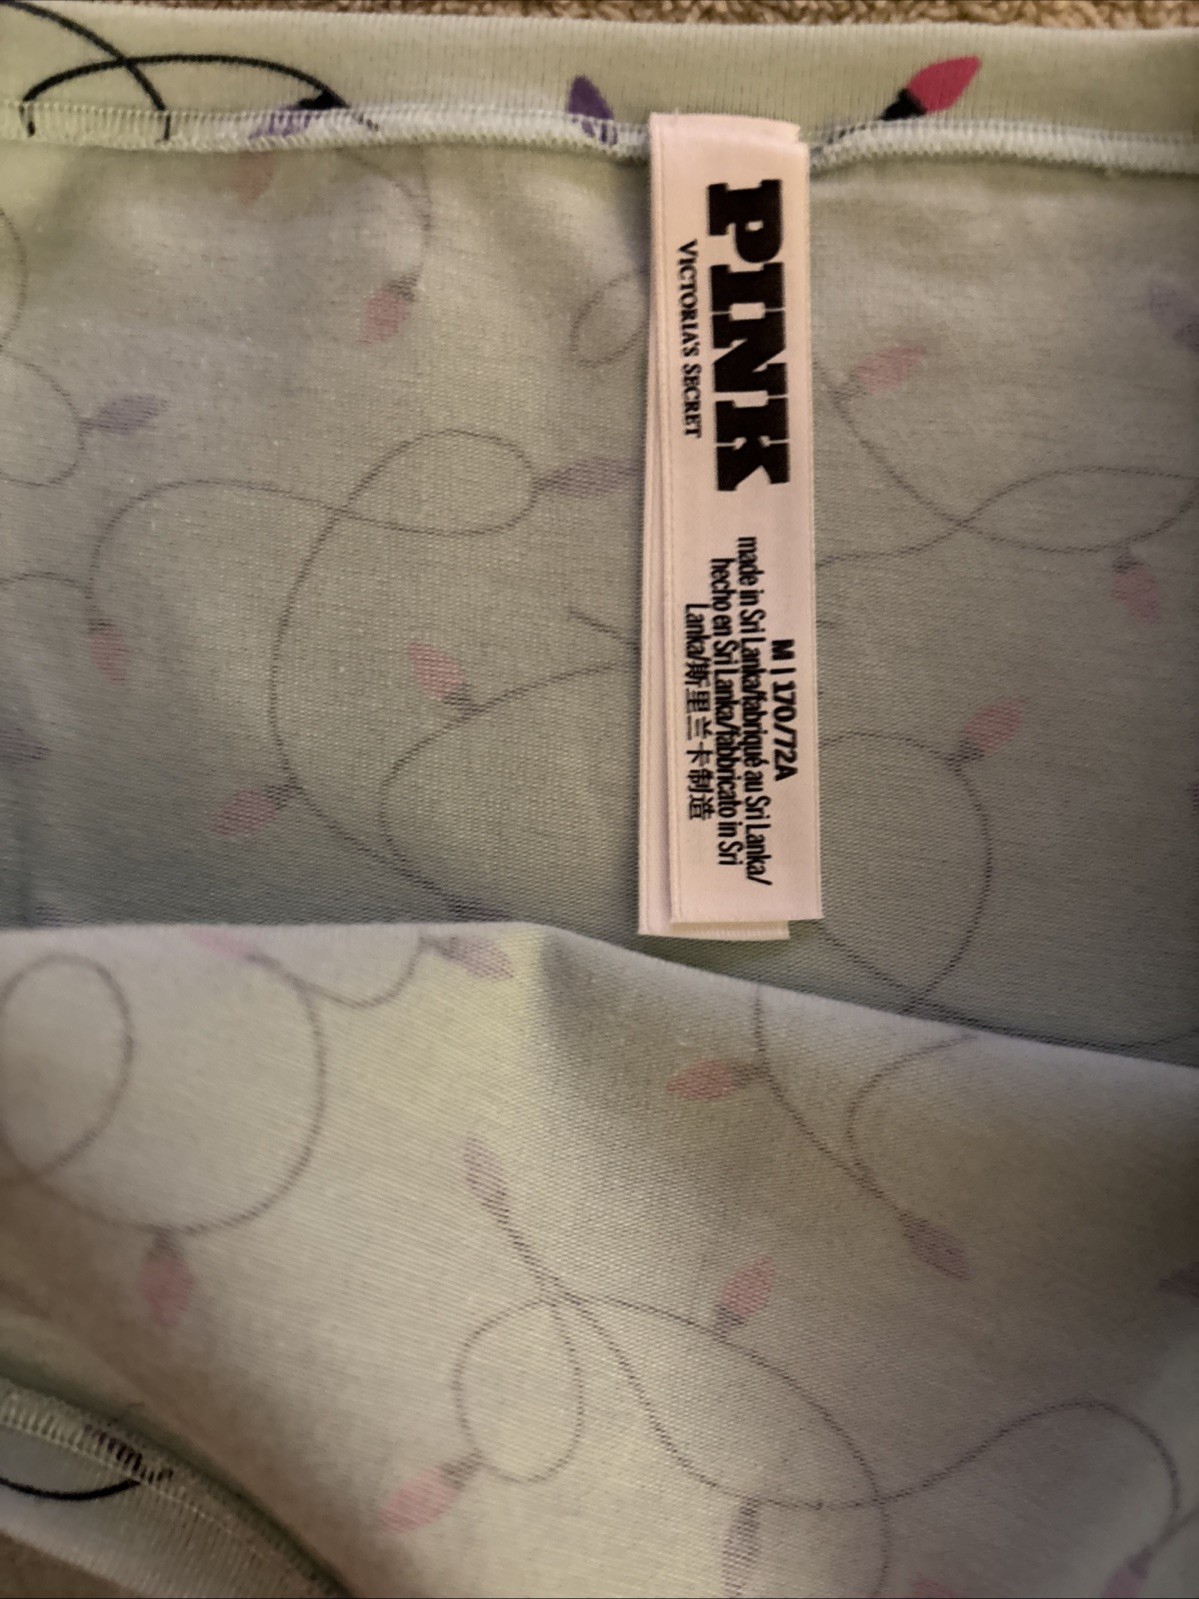 PINK
VICTORIA'S SECRET
M | 170/72A
made in Sri Lanka/fabriqué au Sri Lanka/
hecho en Sri Lanka/fabbricato in Sri
Lanka/斯里兰卡制造